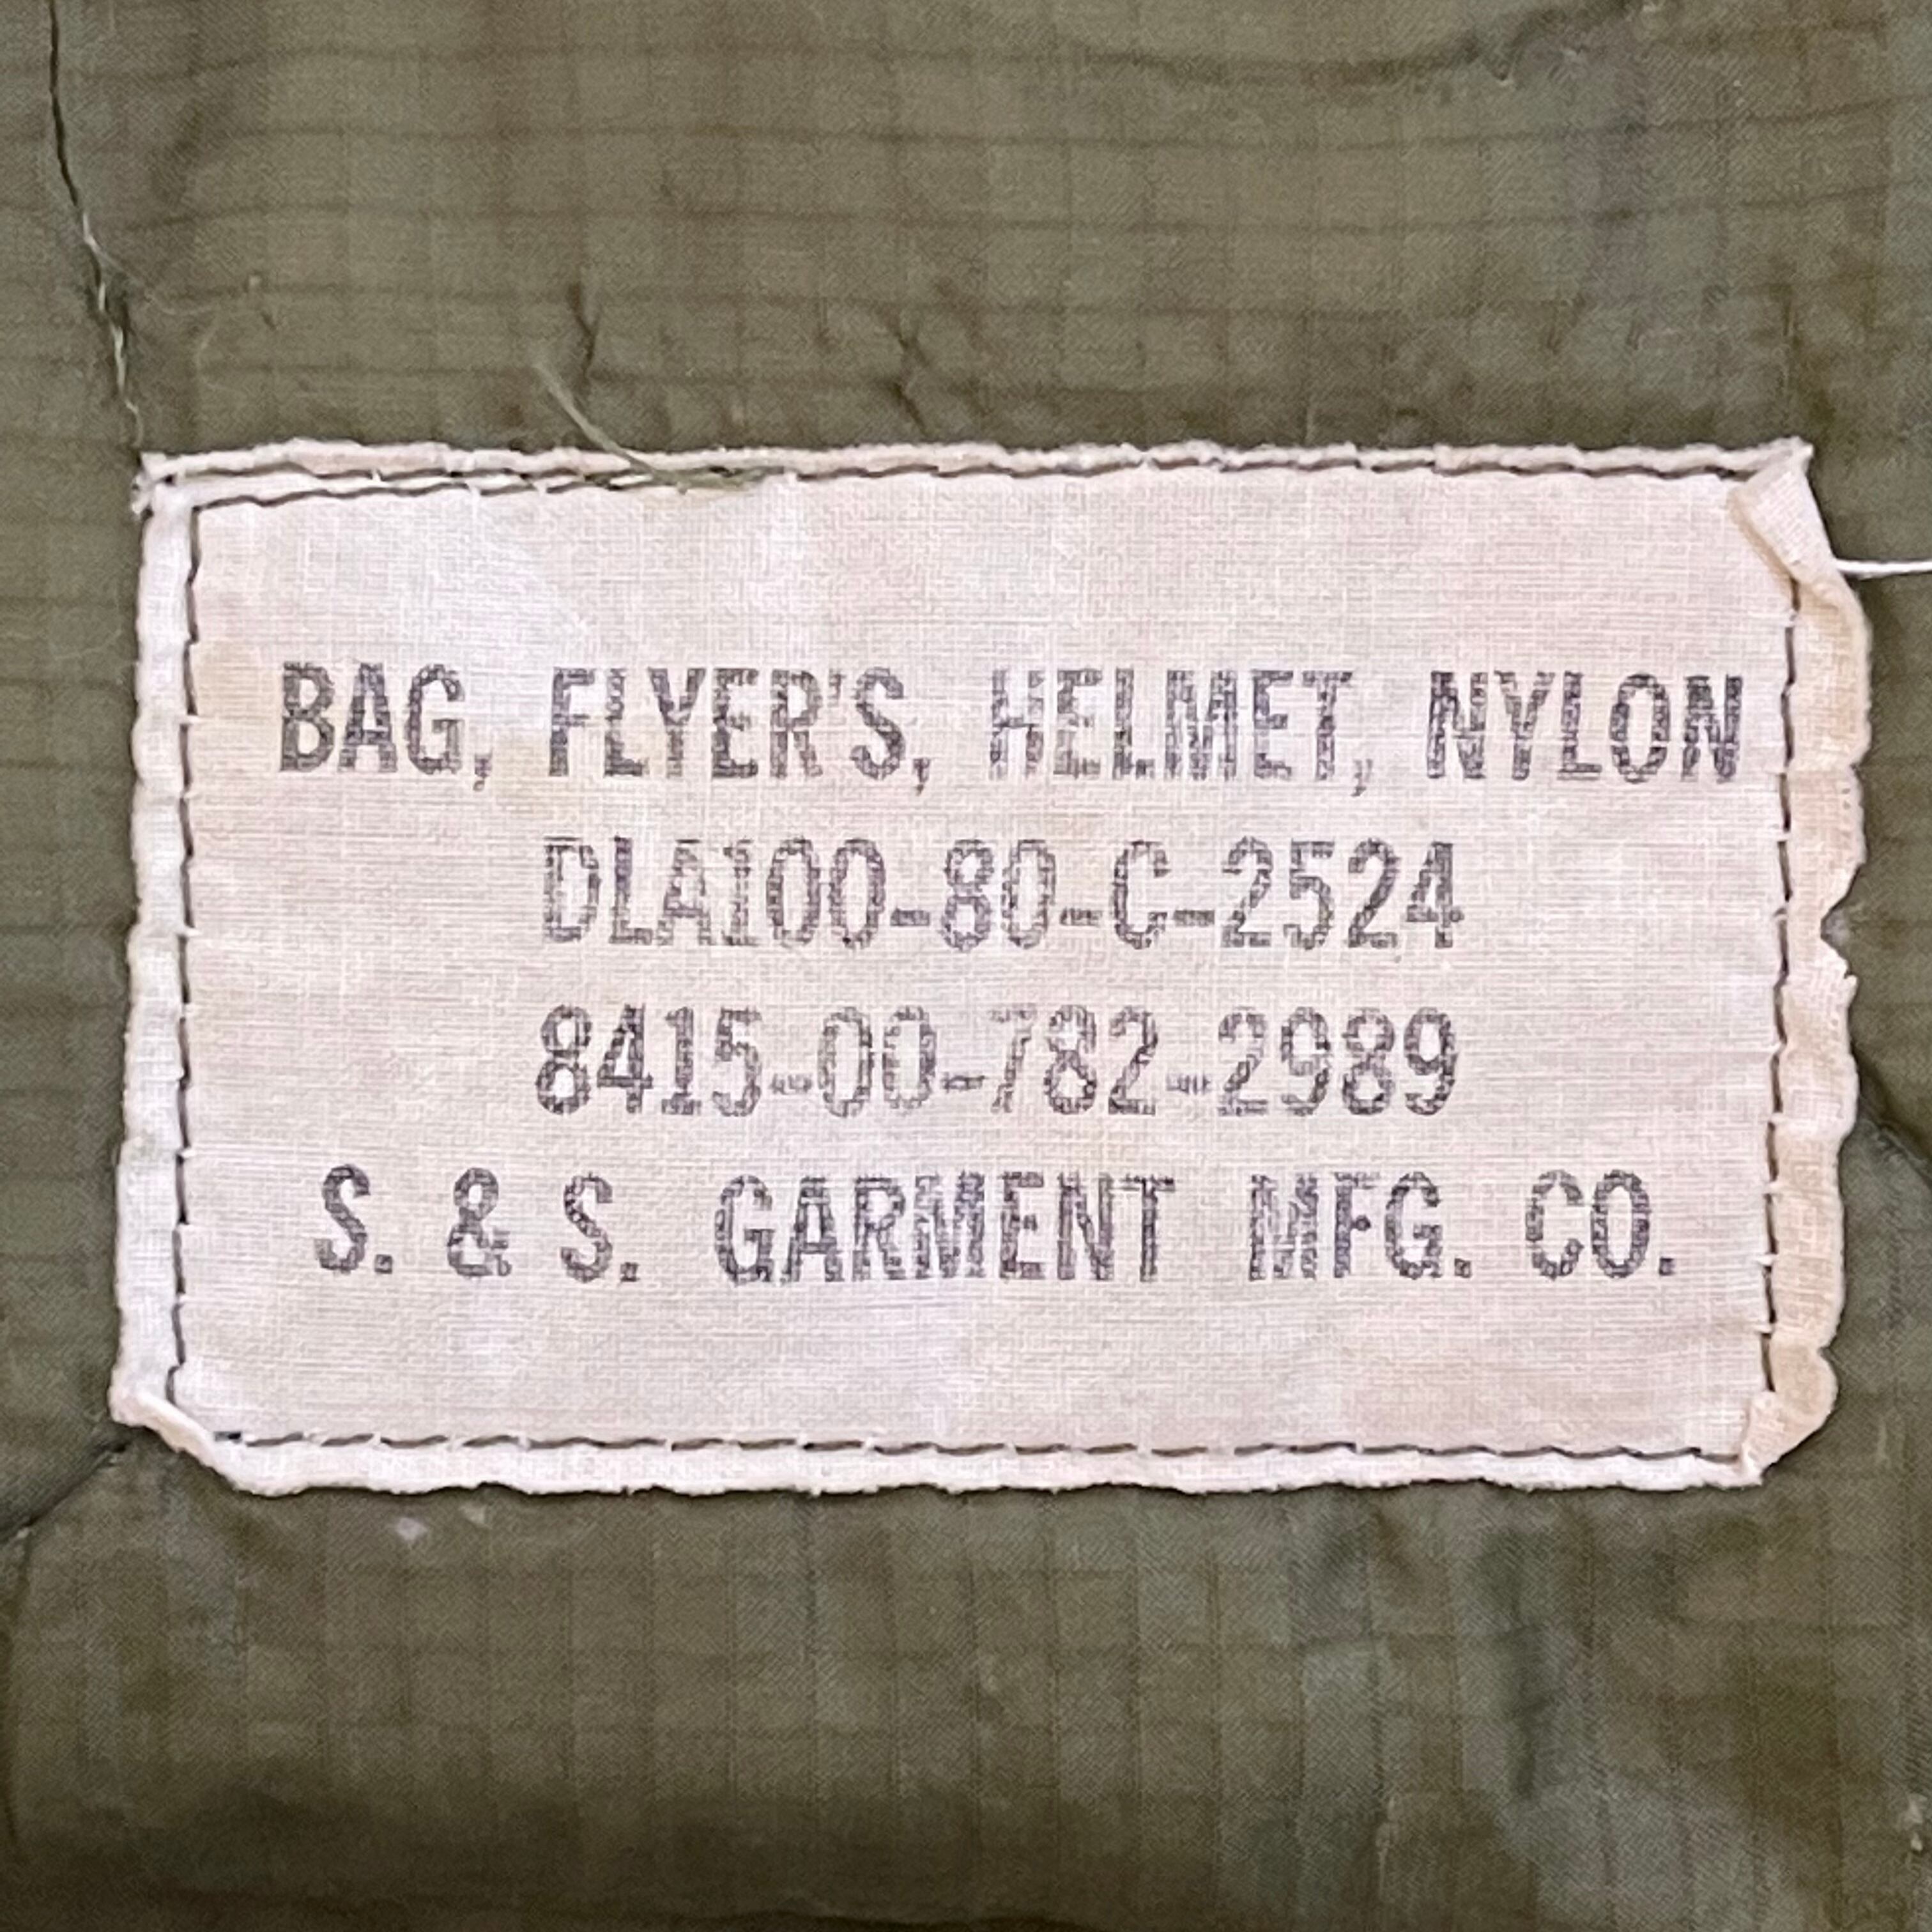 BAG, FLYER'S, HELMET, NYLON
DLA100-80-C-2524
8415-00-782-2989
S. & S. GARMENT MFG. CO.